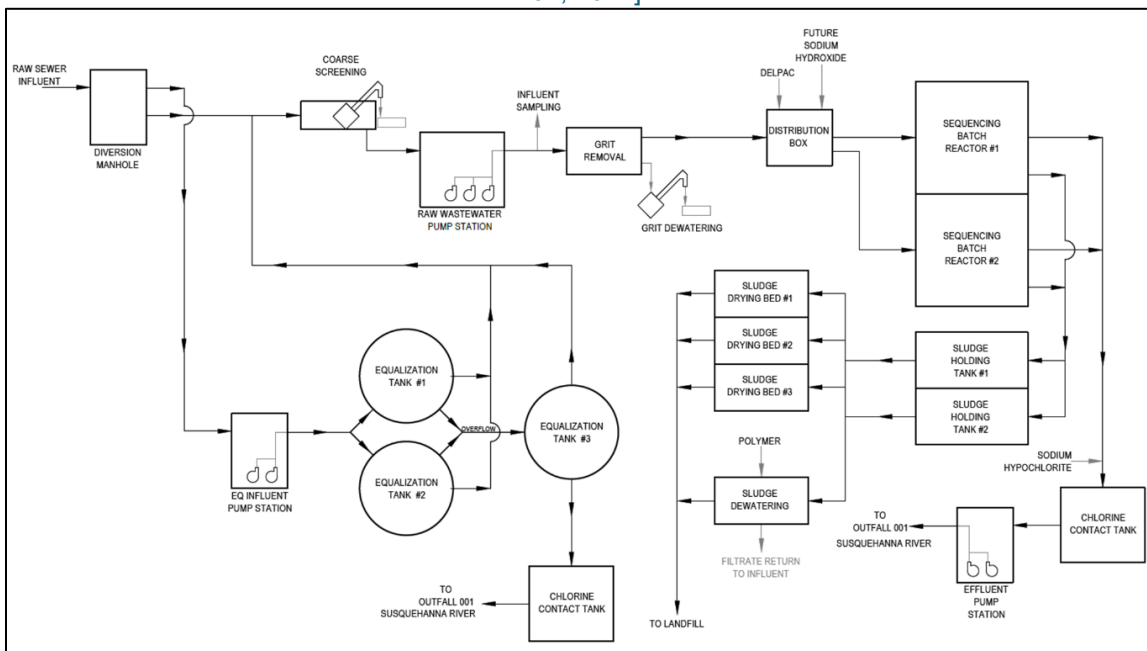 RAW SEWER
INFLUENT
DIVERSION
MANHOLE
COARSE
SCREENING
RAW WASTEWATER
PUMP STATION
INFLUENT
SAMPLING
GRIT
REMOVAL
GRIT DEWATERING
DELPAC
FUTURE
SODIUM
HYDROXIDE
DISTRIBUTION
BOX
SEQUENCING
BATCH
REACTOR #1
SEQUENCING
BATCH
REACTOR #2
SLUDGE
DRYING BED #1
SLUDGE
DRYING BED #2
SLUDGE
DRYING BED #3
SLUDGE
HOLDING
TANK #1
SLUDGE
HOLDING
TANK #2
EQUALIZATION
TANK #1
EQUALIZATION
TANK #2
OVERFLOW
EQUALIZATION
TANK #3
EQ INFLUENT
PUMP STATION
POLYMER
SLUDGE
DEWATERING
FILTRATE RETURN
TO INFLUENT
TO LANDFILL
SODIUM
HYPOCHLORITE
CHLORINE
CONTACT TANK
EFFLUENT
PUMP
STATION
TO
OUTFALL 001
SUSQUEHANNA RIVER
CHLORINE
CONTACT TANK
TO
OUTFALL 001
SUSQUEHANNA RIVER